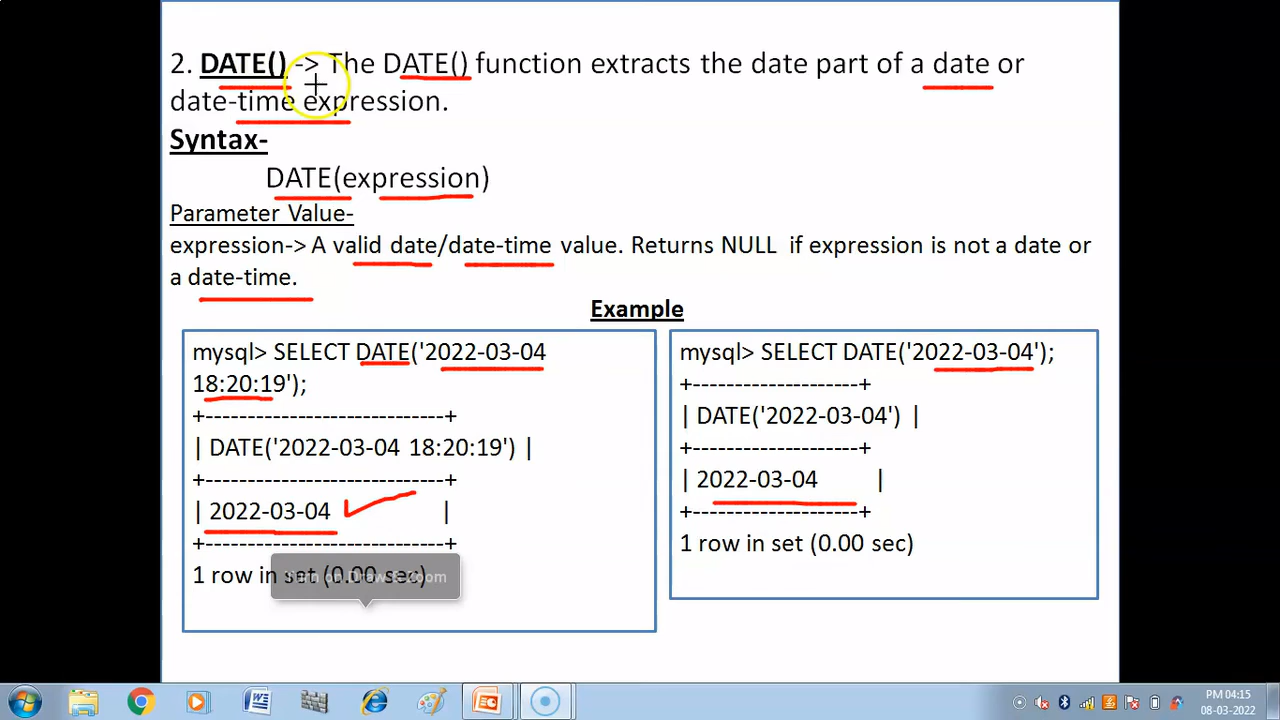 2. DATE() -> The DATE() function extracts the date part of a date or
date-time expression.
Syntax-
DATE(expression)
Parameter Value-
expression-> A valid date/date-time value. Returns NULL if expression is not a date or
a date-time.
Example
mysql> SELECT DATE('2022-03-04
18:20:19');
+----------------------------+
| DATE('2022-03-04 18:20:19') |
+----------------------------+
| 2022-03-04 |
+----------------------------+
1 row in set (0.00 sec)
Turn on Draw & Zoom
mysql> SELECT DATE('2022-03-04');
+--------------------+
| DATE('2022-03-04') |
+--------------------+
| 2022-03-04 |
+--------------------+
1 row in set (0.00 sec)
PM 04:15
08-03-2022